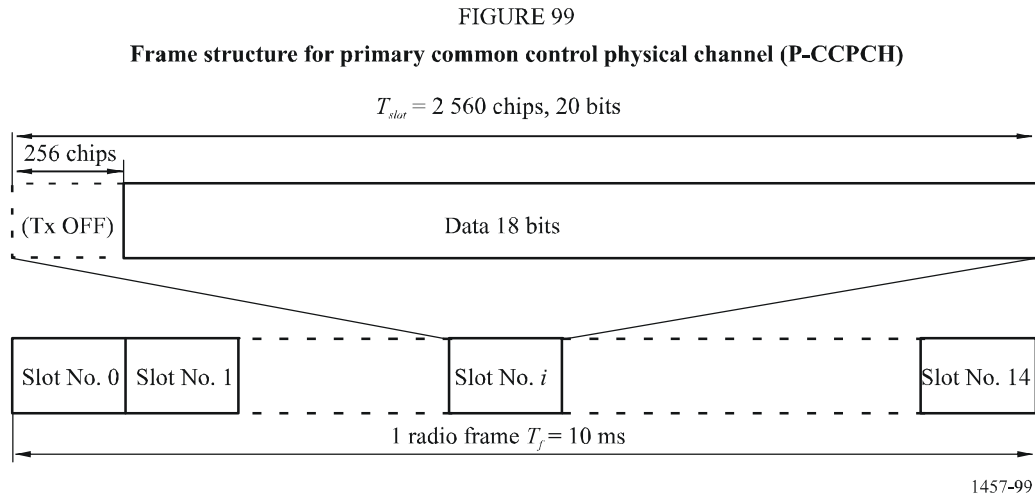 FIGURE 99
Frame structure for primary common control physical channel (P-CCPCH)
T_slot = 2 560 chips, 20 bits
256 chips
(Tx OFF)
Data 18 bits
Slot No. 0
Slot No. 1
Slot No. i
Slot No. 14
1 radio frame T_f = 10 ms
1457-99